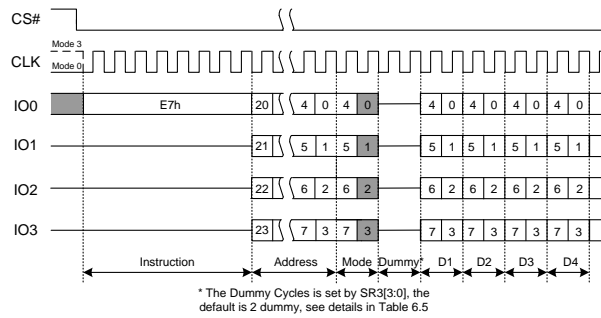 CS#
Mode 3
CLK
Mode 0
IO0 E7h 20 4 0 4 0 4 0 4 0 4 0 4 0
IO1 21 5 1 5 1 5 1 5 1 5 1 5 1
IO2 22 6 2 6 2 6 2 6 2 6 2 6 2
IO3 23 7 3 7 3 7 3 7 3 7 3 7 3
Instruction Address Mode Dummy* D1 D2 D3 D4
* The Dummy Cycles is set by SR3[3:0], the
default is 2 dummy, see details in Table 6.5